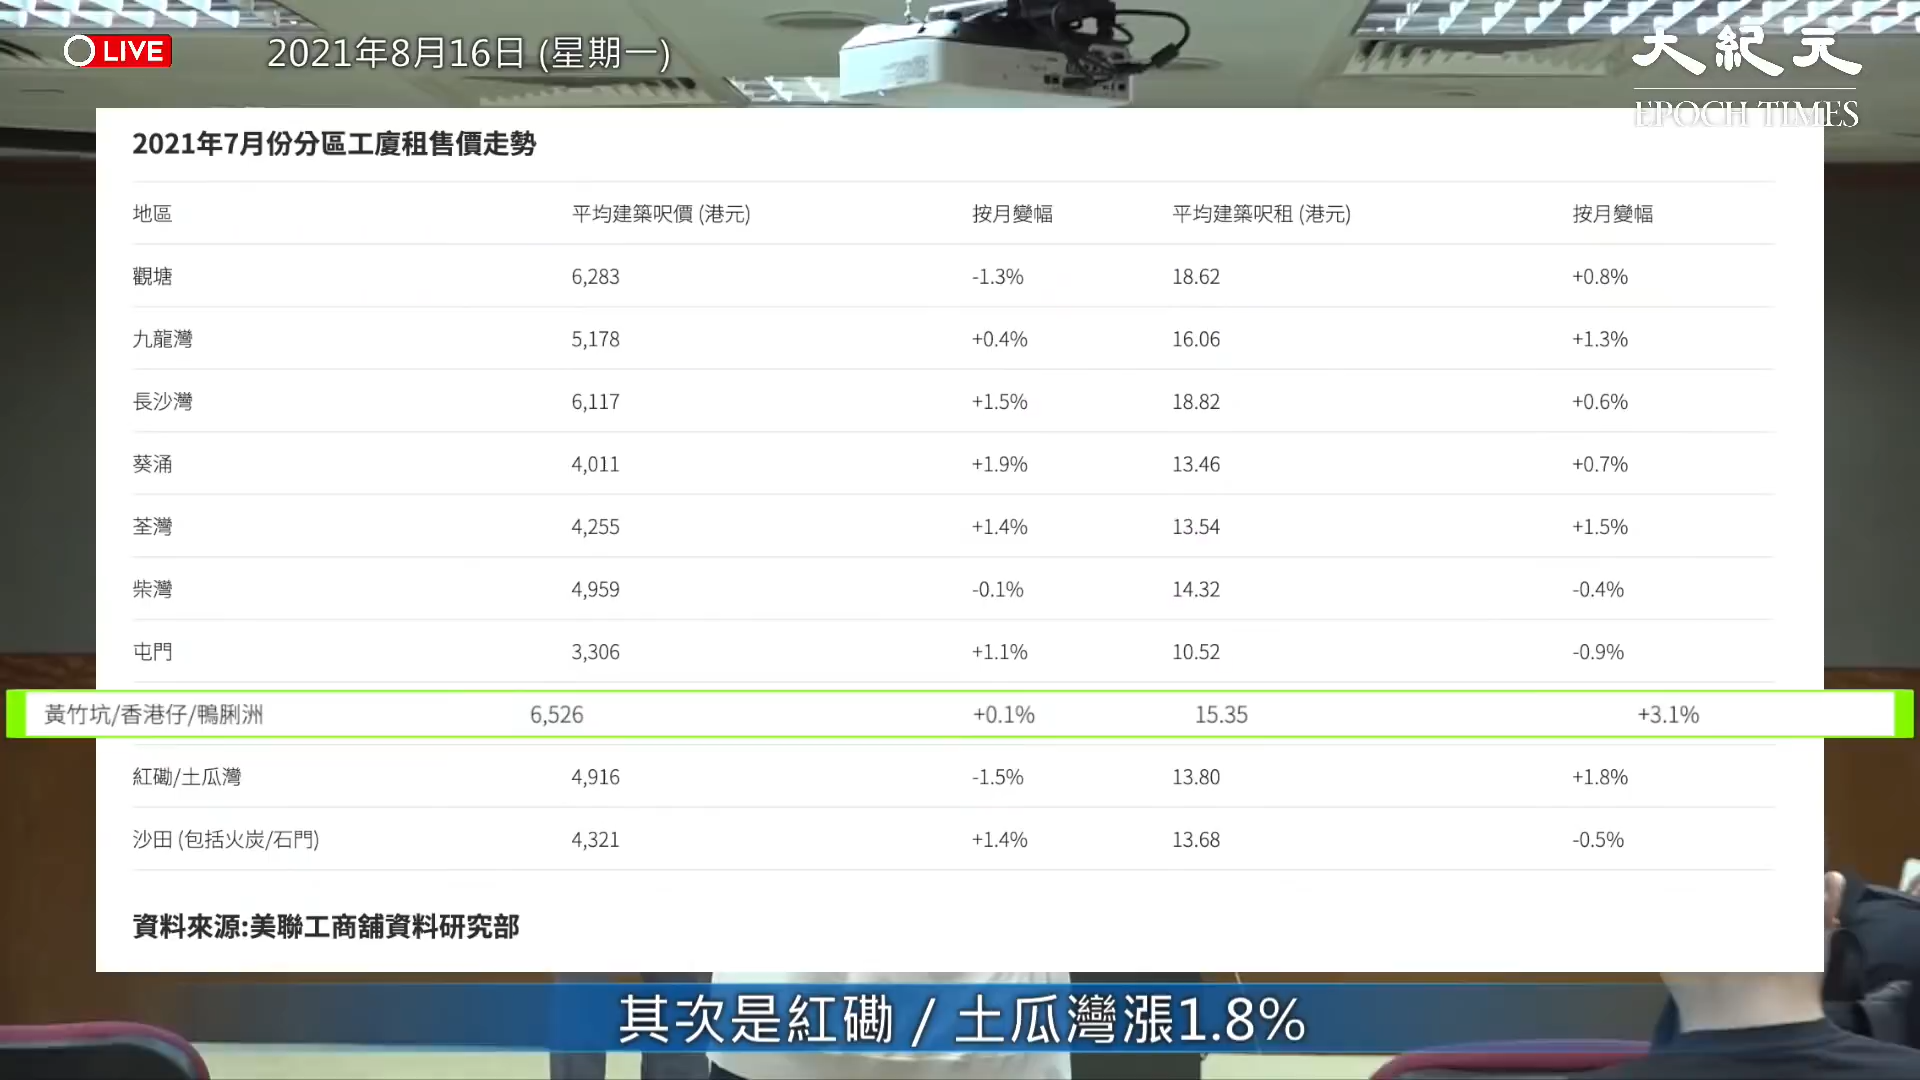 LIVE
2021年8月16日 (星期一)
大紀元
EPOCH TIMES
2021年7月份分區工廈租售價走勢
地區 平均建築呎價 (港元) 按月變幅 平均建築呎租 (港元) 按月變幅
觀塘 6,283 -1.3% 18.62 +0.8%
九龍灣 5,178 +0.4% 16.06 +1.3%
長沙灣 6,117 +1.5% 18.82 +0.6%
葵涌 4,011 +1.9% 13.46 +0.7%
荃灣 4,255 +1.4% 13.54 +1.5%
柴灣 4,959 -0.1% 14.32 -0.4%
屯門 3,306 +1.1% 10.52 -0.9%
黃竹坑/香港仔/鴨脷洲 6,526 +0.1% 15.35 +3.1%
紅磡/土瓜灣 4,916 -1.5% 13.80 +1.8%
沙田 (包括火炭/石門) 4,321 +1.4% 13.68 -0.5%
資料來源:美聯工商舖資料研究部
其次是紅磡 / 土瓜灣漲1.8%